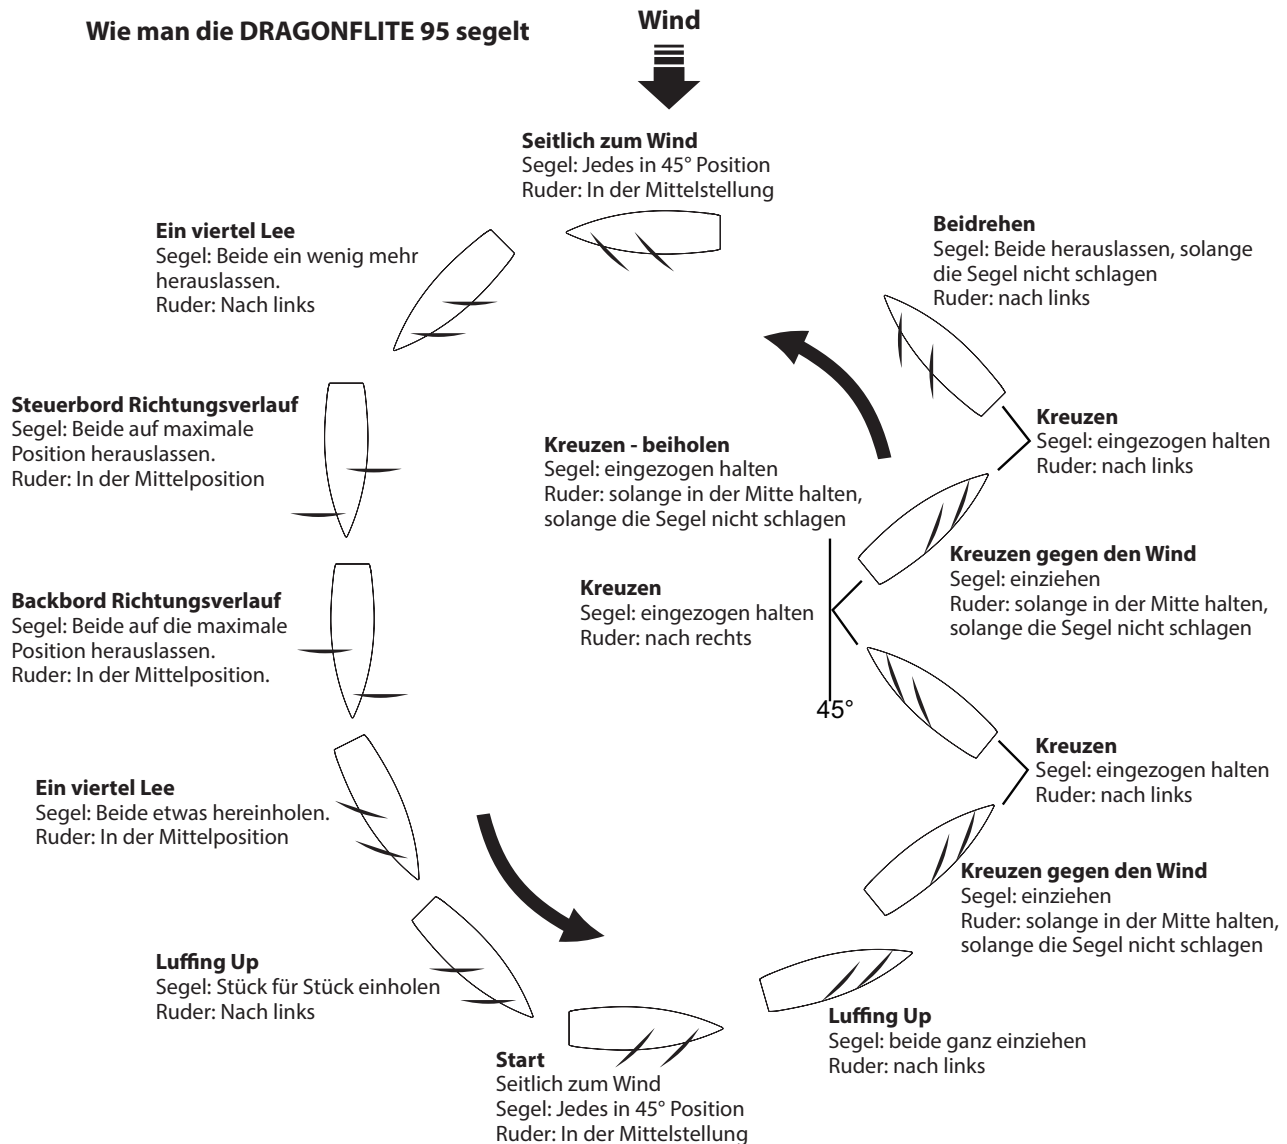 Wie man die DRAGONFLITE 95 segelt
Wind
Seitlich zum Wind
Segel: Jedes in 45° Position
Ruder: In der Mittelstellung
Ein viertel Lee
Segel: Beide ein wenig mehr
herauslassen.
Ruder: Nach links
Beidrehen
Segel: Beide herauslassen, solange
die Segel nicht schlagen
Ruder: nach links
Steuerbord Richtungsverlauf
Segel: Beide auf maximale
Position herauslassen.
Ruder: In der Mittelposition
Kreuzen - beiholen
Segel: eingezogen halten
Ruder: solange in der Mitte halten,
solange die Segel nicht schlagen
Kreuzen
Segel: eingezogen halten
Ruder: nach links
Kreuzen gegen den Wind
Segel: einziehen
Ruder: solange in der Mitte halten,
solange die Segel nicht schlagen
Backbord Richtungsverlauf
Segel: Beide auf die maximale
Position herauslassen.
Ruder: In der Mittelposition.
Kreuzen
Segel: eingezogen halten
Ruder: nach rechts
45°
Kreuzen
Segel: eingezogen halten
Ruder: nach links
Ein viertel Lee
Segel: Beide etwas hereinholen.
Ruder: In der Mittelposition
Kreuzen gegen den Wind
Segel: einziehen
Ruder: solange in der Mitte halten,
solange die Segel nicht schlagen
Luffing Up
Segel: Stück für Stück einholen
Ruder: Nach links
Luffing Up
Segel: beide ganz einziehen
Ruder: nach links
Start
Seitlich zum Wind
Segel: Jedes in 45° Position
Ruder: In der Mittelstellung